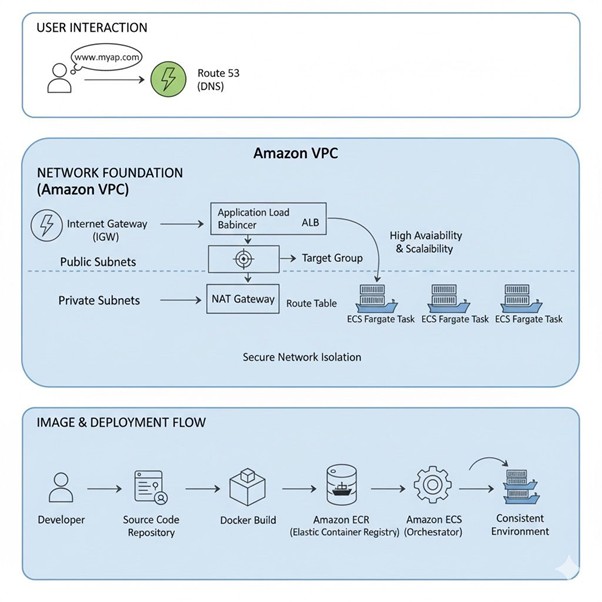 USER INTERACTION
www.myap.com
Route 53
(DNS)
Amazon VPC
NETWORK FOUNDATION
(Amazon VPC)
Internet Gateway
(IGW)
Application Load
Babincer
ALB
High Avaiability
& Scalaibility
Public Subnets
Target Group
Private Subnets
NAT Gateway
Route Table
ECS Fargate Task
ECS Fargate Task
ECS Fargate Task
Secure Network Isolation
IMAGE & DEPLOYMENT FLOW
Developer
Source Code
Repository
Docker Build
Amazon ECR
(Elastic Container Registry)
Amazon ECS
(Orchestrator)
Consistent
Environment